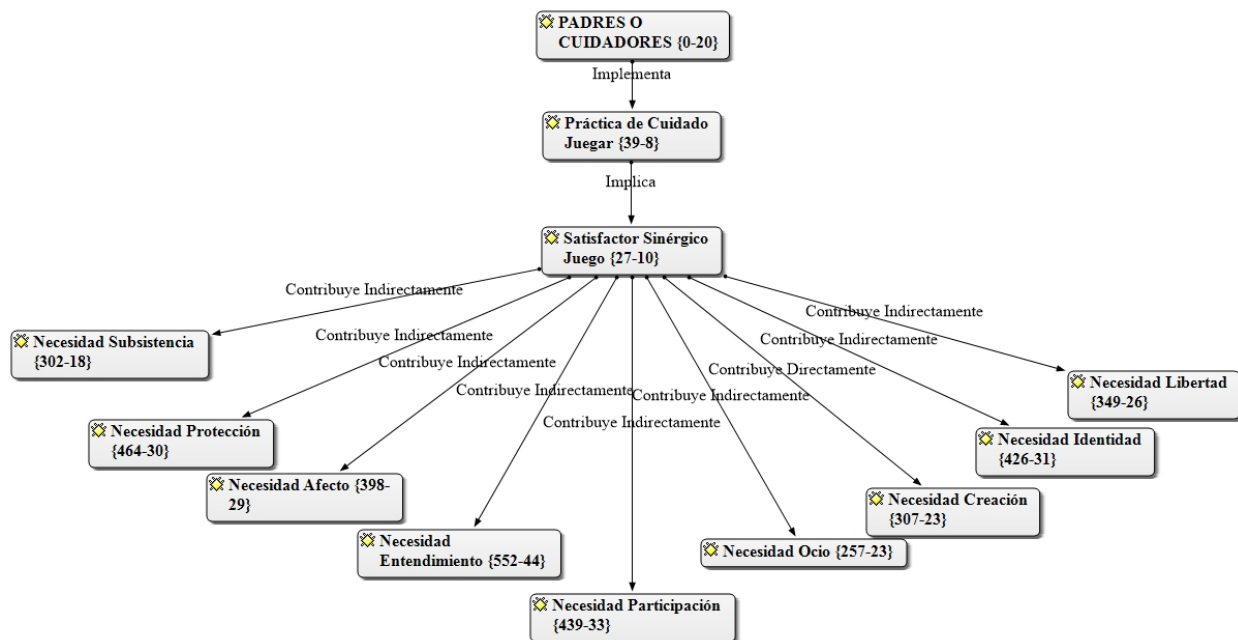 PADRES O
CUIDADORES {0-20}
Implementa
Práctica de Cuidado
Juegar {39-8}
Implica
Satisfactor Sinérgico
Juego {27-10}
Contribuye Indirectamente
Contribuye Indirectamente
Contribuye Indirectamente
Contribuye Indirectamente
Contribuye Indirectamente
Contribuye Indirectamente
Contribuye Directamente
Contribuye Indirectamente
Contribuye Indirectamente
Necesidad Subsistencia
{302-18}
Necesidad Protección
{464-30}
Necesidad Afecto {398-
29}
Necesidad
Entendimiento {552-44}
Necesidad Participación
{439-33}
Necesidad Ocio {257-23}
Necesidad Creación
{307-23}
Necesidad Identidad
{426-31}
Necesidad Libertad
{349-26}